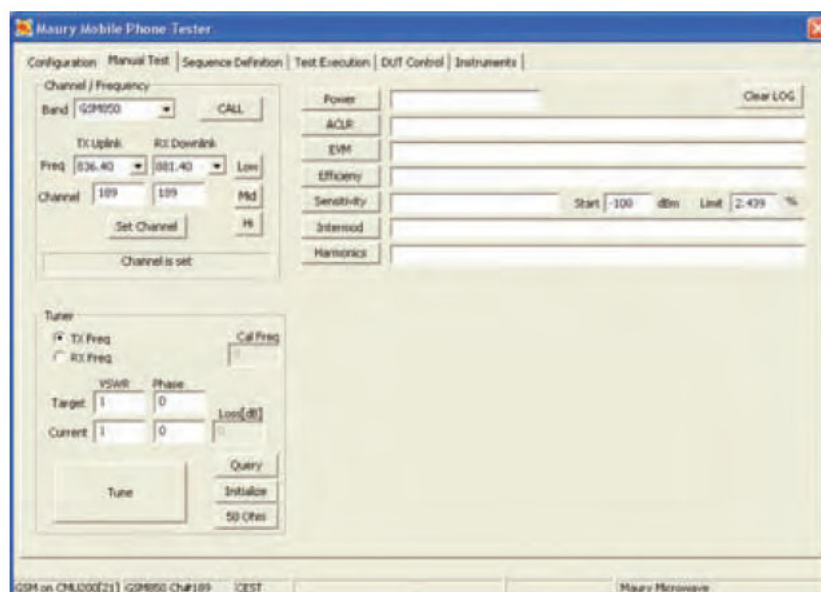 Maury Mobile Phone Tester
Configuration Manual Test Sequence Definition Test Execution DUT Control Instruments
Channel / Frequency
Band GSM850 CALL
TX Uplink RX Downlink
Freq 836.40 881.40 Low
Channel 189 189 Mid
Set Channel Hi
Channel is set
Power Clear LOG
ACLR
EVM
Efficieny
Sensitivity Start -100 dBm Limit 2.439 %
Intermod
Harmonics
Tuner
TX Freq Cal Freq
RX Freq 0
VSWR Phase
Target 1 0
Loss[dB]
Current 1 0 0
Query
Tune Initialize
50 Ohm
GSM on CMU200[21] GSM850 Ch#189 CEST Maury Microwave